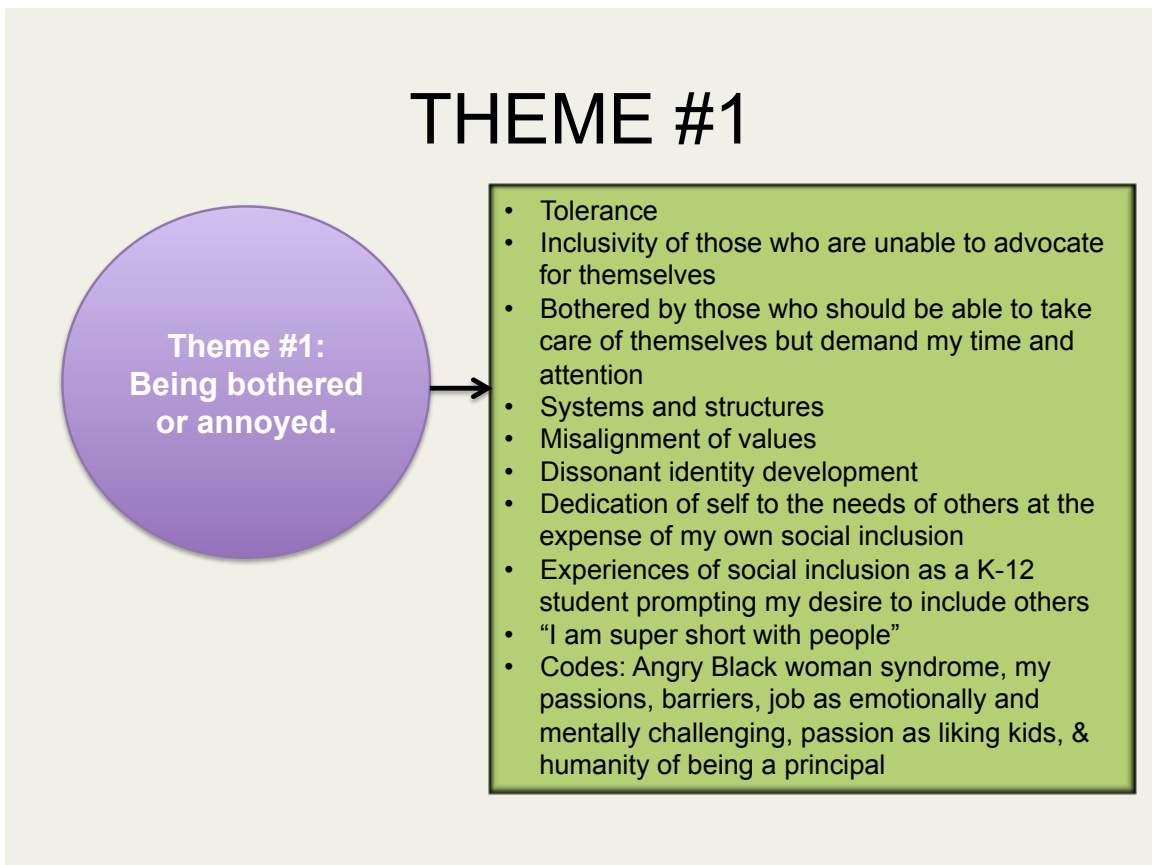 THEME #1
Theme #1:
Being bothered
or annoyed.
• Tolerance
• Inclusivity of those who are unable to advocate
for themselves
• Bothered by those who should be able to take
care of themselves but demand my time and
attention
• Systems and structures
• Misalignment of values
• Dissonant identity development
• Dedication of self to the needs of others at the
expense of my own social inclusion
• Experiences of social inclusion as a K-12
student prompting my desire to include others
• “I am super short with people”
• Codes: Angry Black woman syndrome, my
passions, barriers, job as emotionally and
mentally challenging, passion as liking kids, &
humanity of being a principal